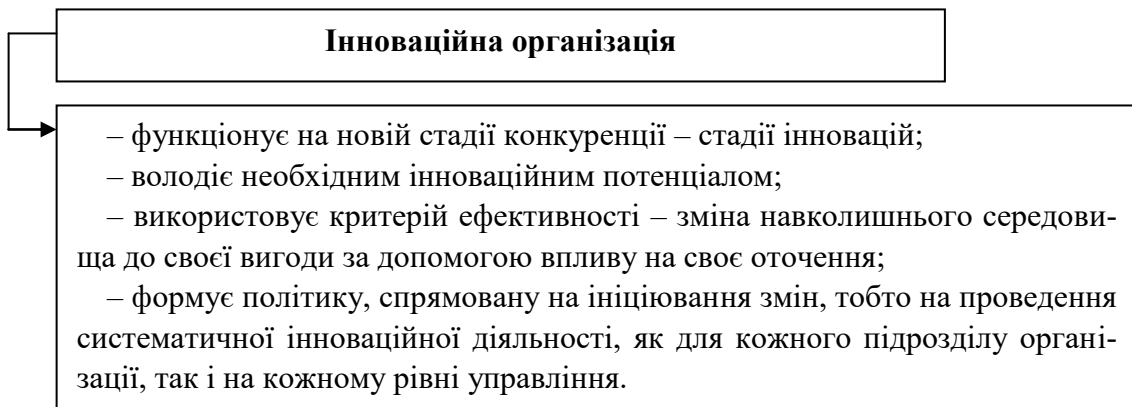 Інноваційна організація
– функціонує на новій стадії конкуренції – стадії інновацій;
– володіє необхідним інноваційним потенціалом;
– використовує критерій ефективності – зміна навколишнього середови-
ща до своєї вигоди за допомогою впливу на своє оточення;
– формує політику, спрямовану на ініціювання змін, тобто на проведення
систематичної інноваційної діяльності, як для кожного підрозділу органі-
зації, так і на кожному рівні управління.